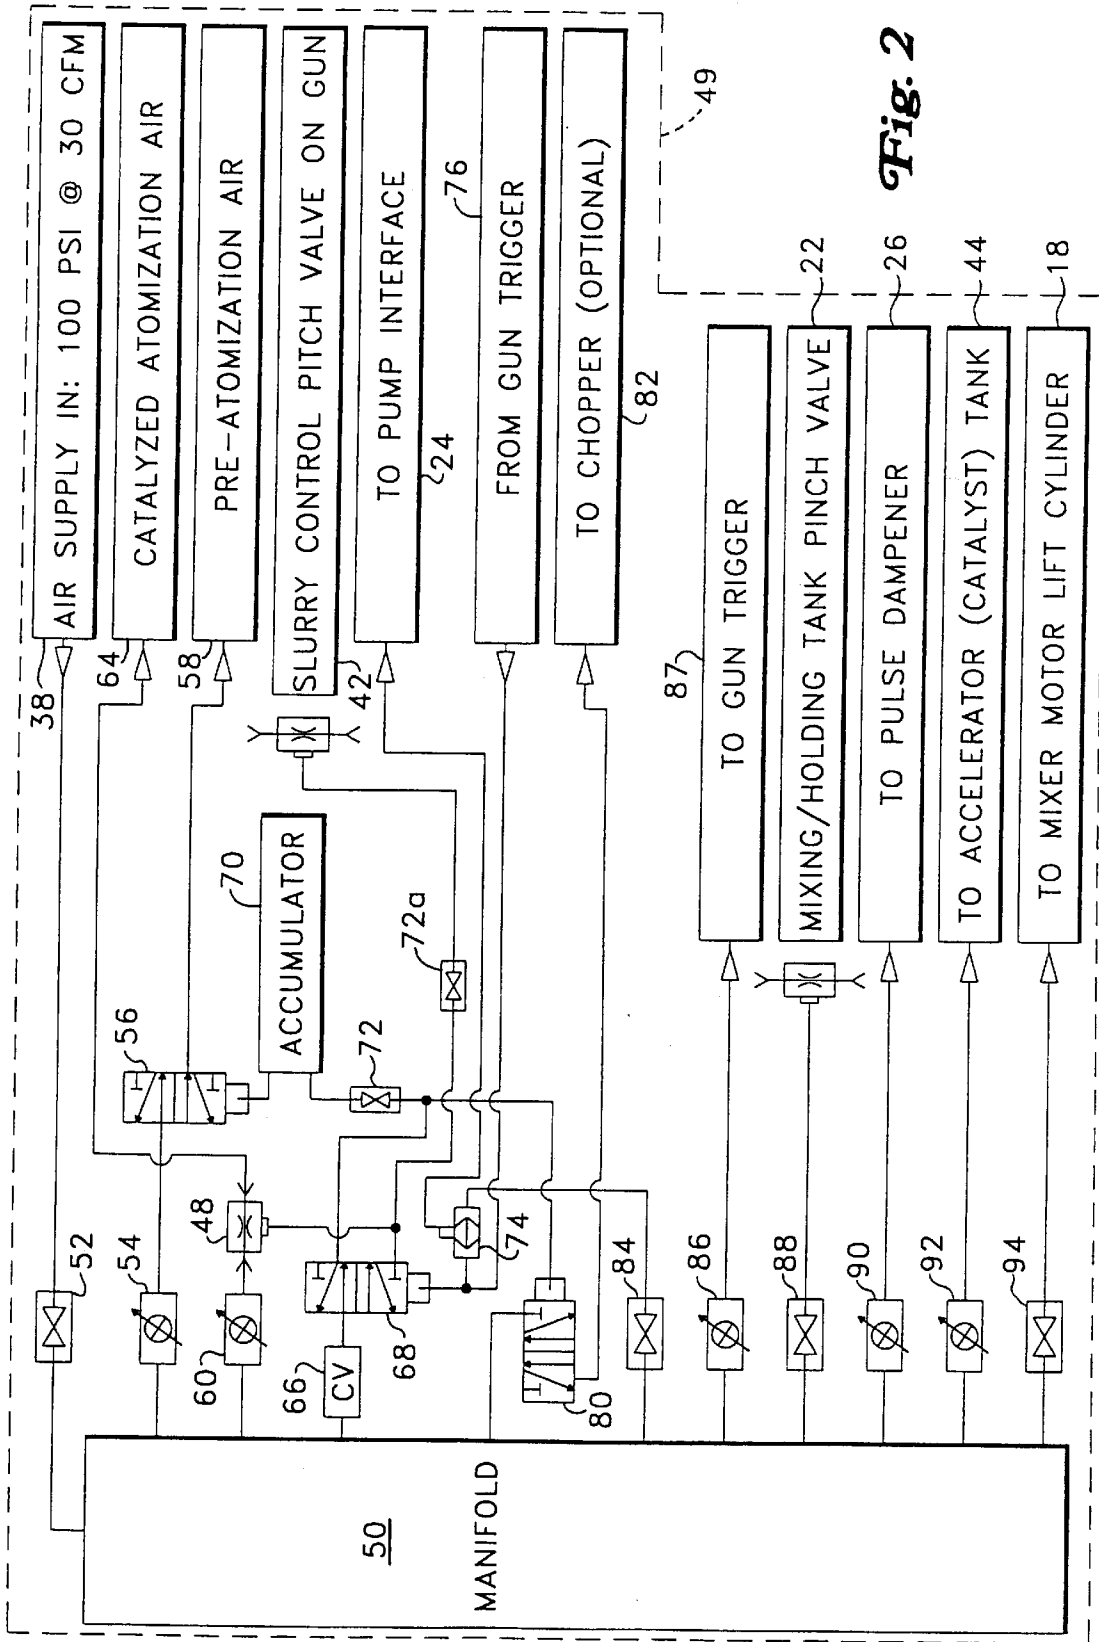 38
AIR SUPPLY IN: 100 PSI @ 30 CFM
64
CATALYZED ATOMIZATION AIR
58
PRE-ATOMIZATION AIR
SLURRY CONTROL PITCH VALVE ON GUN
42
TO PUMP INTERFACE
24
76
FROM GUN TRIGGER
TO CHOPPER (OPTIONAL)
82
49
Fig. 2
87
TO GUN TRIGGER
MIXING/HOLDING TANK PINCH VALVE
22
TO PULSE DAMPENER
26
TO ACCELERATOR (CATALYST) TANK
44
TO MIXER MOTOR LIFT CYLINDER
18
52
54
56
60
48
70
ACCUMULATOR
72
72a
66
CV
68
74
80
84
86
88
90
92
94
50
MANIFOLD